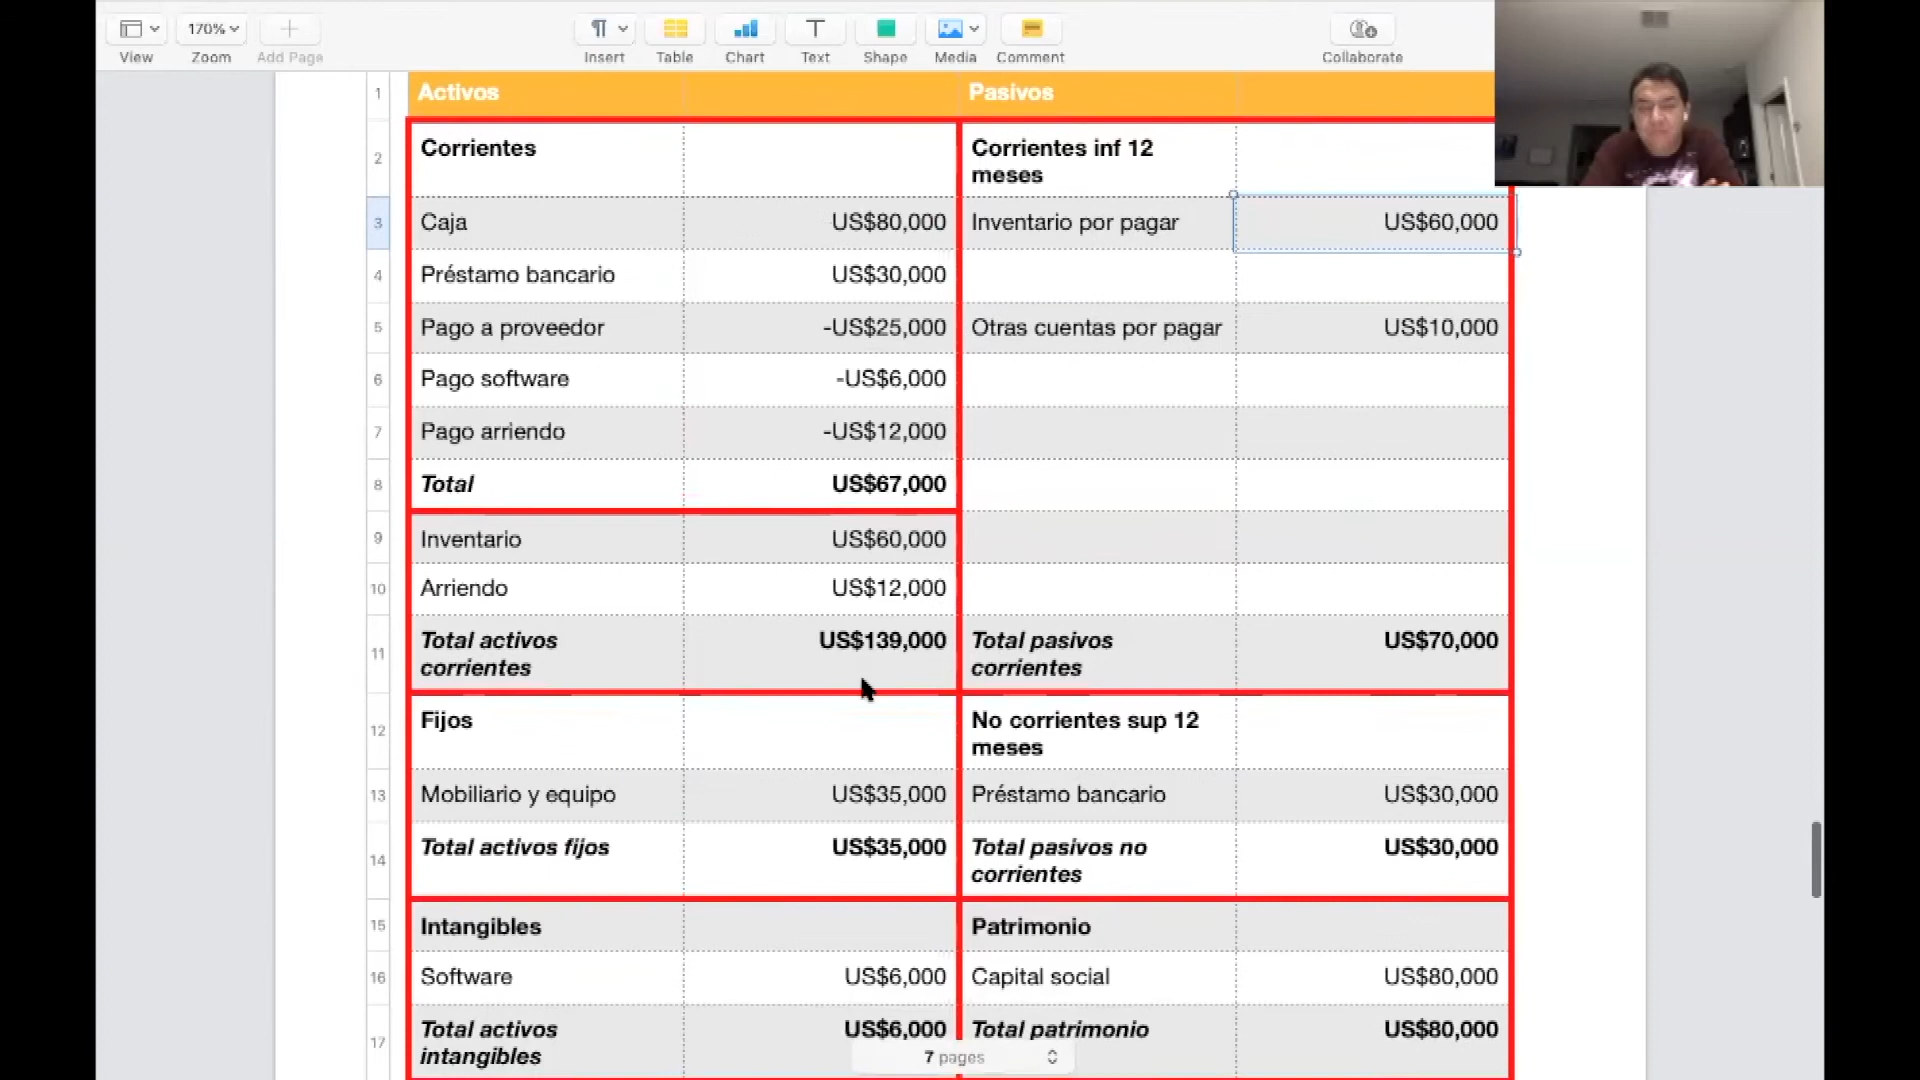 170%
View
Zoom
Add Page
Insert
Table
Chart
Text
Shape
Media
Comment
Collaborate
1 Activos Pasivos
2 Corrientes Corrientes inf 12
meses
3 Caja US$80,000 Inventario por pagar US$60,000
4 Préstamo bancario US$30,000
5 Pago a proveedor -US$25,000 Otras cuentas por pagar US$10,000
6 Pago software -US$6,000
7 Pago arriendo -US$12,000
8 Total US$67,000
9 Inventario US$60,000
10 Arriendo US$12,000
11 Total activos US$139,000 Total pasivos US$70,000
corrientes corrientes
12 Fijos No corrientes sup 12
meses
13 Mobiliario y equipo US$35,000 Préstamo bancario US$30,000
14 Total activos fijos US$35,000 Total pasivos no US$30,000
corrientes
15 Intangibles Patrimonio
16 Software US$6,000 Capital social US$80,000
17 Total activos US$6,000 Total patrimonio US$80,000
intangibles
7 pages